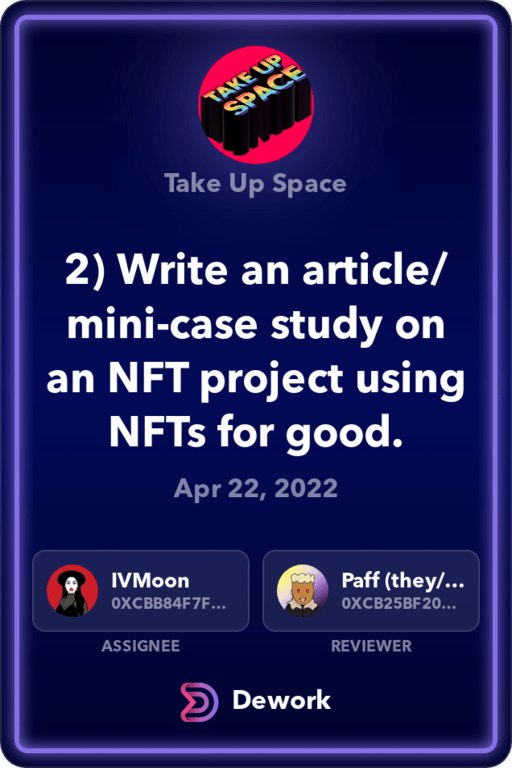 TAKE UP
SPACE
Take Up Space
2) Write an article/
mini-case study on
an NFT project using
NFTs for good.
Apr 22, 2022
IVMoon
0XCBB84F7F...
Paff (they/...
0XCB25BF20...
ASSIGNEE
REVIEWER
Dework